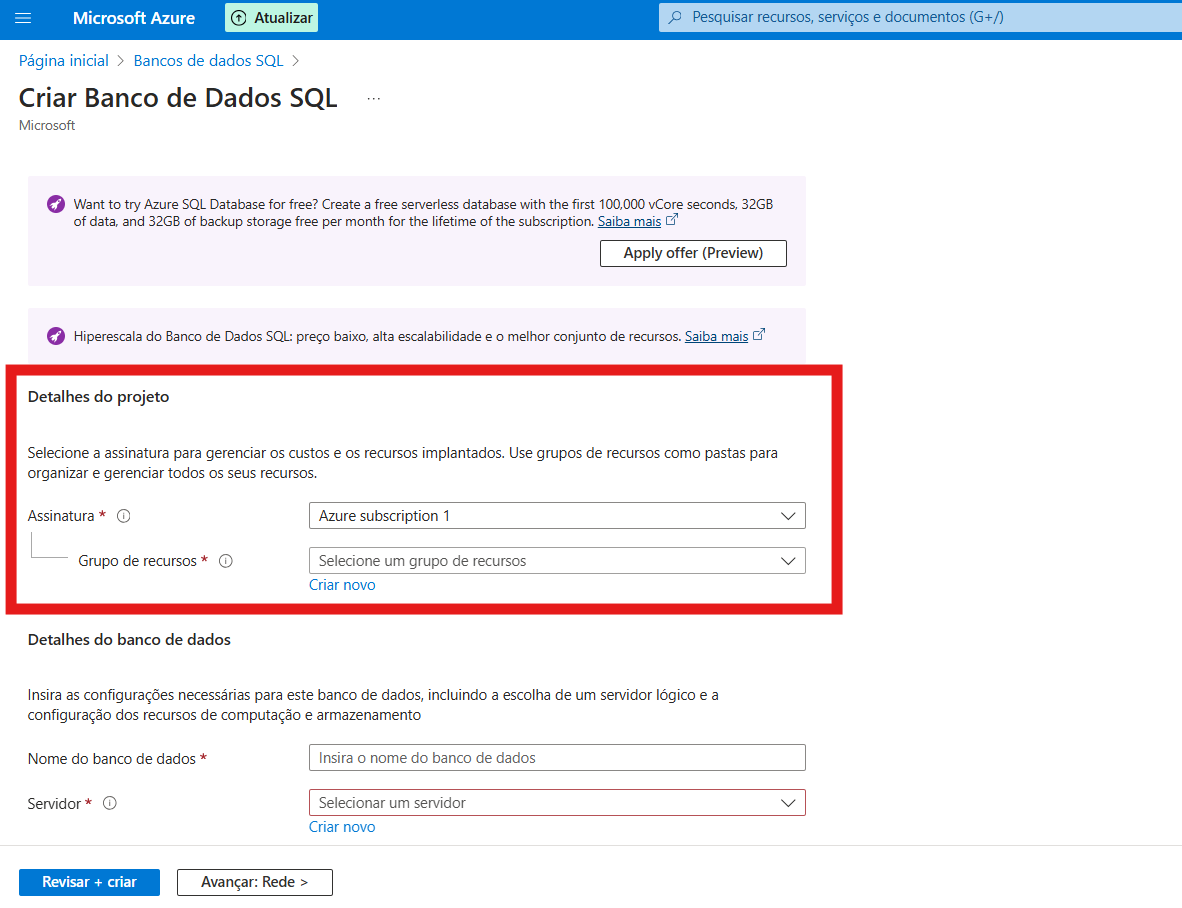 Microsoft Azure
Atualizar
Pesquisar recursos, serviços e documentos (G+/)
Página inicial > Bancos de dados SQL >
Criar Banco de Dados SQL ...
Microsoft
Want to try Azure SQL Database for free? Create a free serverless database with the first 100,000 vCore seconds, 32GB
of data, and 32GB of backup storage free per month for the lifetime of the subscription. Saiba mais
Apply offer (Preview)
Hiperescala do Banco de Dados SQL: preço baixo, alta escalabilidade e o melhor conjunto de recursos. Saiba mais
Detalhes do projeto
Selecione a assinatura para gerenciar os custos e os recursos implantados. Use grupos de recursos como pastas para
organizar e gerenciar todos os seus recursos.
Assinatura *
Azure subscription 1
Grupo de recursos *
Selecione um grupo de recursos
Criar novo
Detalhes do banco de dados
Insira as configurações necessárias para este banco de dados, incluindo a escolha de um servidor lógico e a
configuração dos recursos de computação e armazenamento
Nome do banco de dados *
Insira o nome do banco de dados
Servidor *
Selecionar um servidor
Criar novo
Revisar + criar
Avançar: Rede >